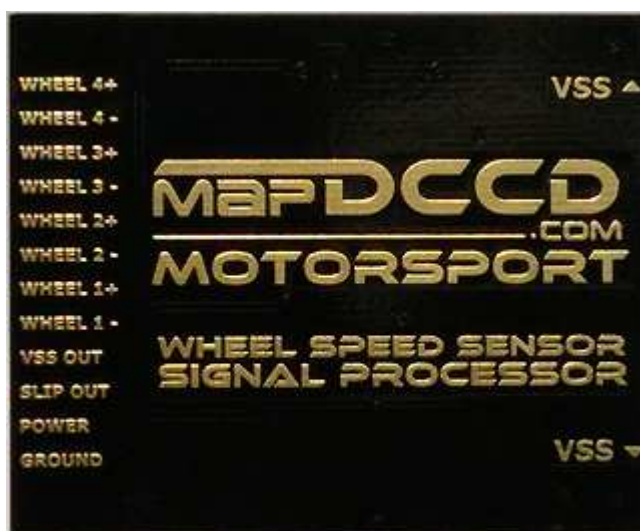 WHEEL 4+
WHEEL 4 -
WHEEL 3+
WHEEL 3 -
WHEEL 2+
WHEEL 2 -
WHEEL 1+
WHEEL 1 -
VSS OUT
SLIP OUT
POWER
GROUND
VSS ▲
mapDCCD
.COM
MOTORSPORT
WHEEL SPEED SENSOR
SIGNAL PROCESSOR
VSS ▼